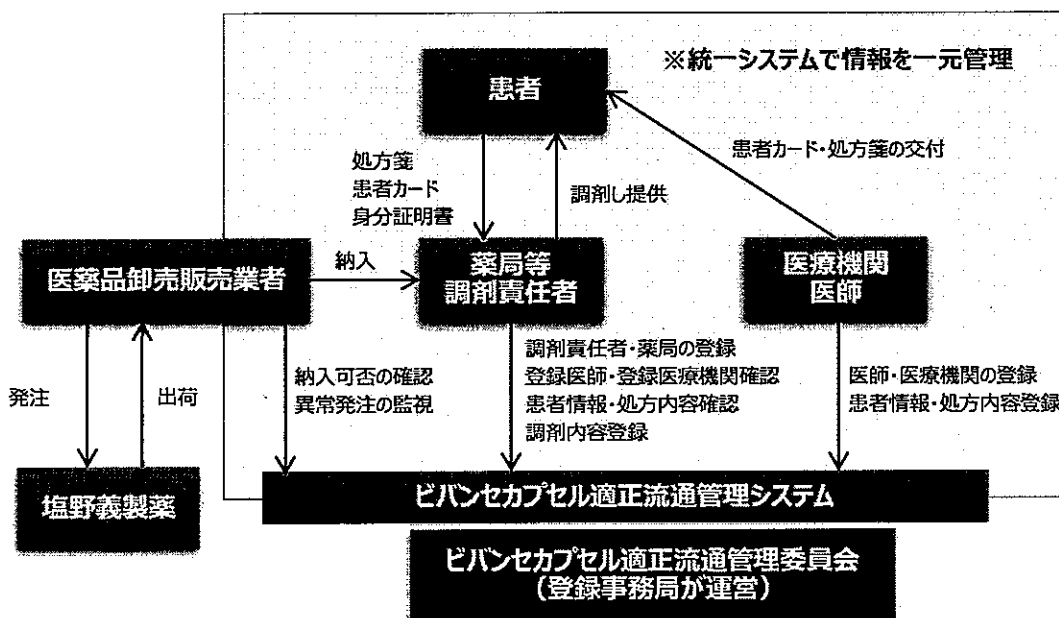 ※統一システムで情報を一元管理
患者
患者カード・処方箋の交付
処方箋
患者カード
身分証明書
調剤し提供
医薬品卸売販売業者
納入
薬局等
調剤責任者
医療機関
医師
発注
出荷
納入可否の確認
異常発注の監視
調剤責任者・薬局の登録
登録医師・登録医療機関確認
患者情報・処方内容確認
調剤内容登録
医師・医療機関の登録
患者情報・処方内容登録
塩野義製薬
ビバンセカプセル適正流通管理システム
ビバンセカプセル適正流通管理委員会
（登録事務局が運営）